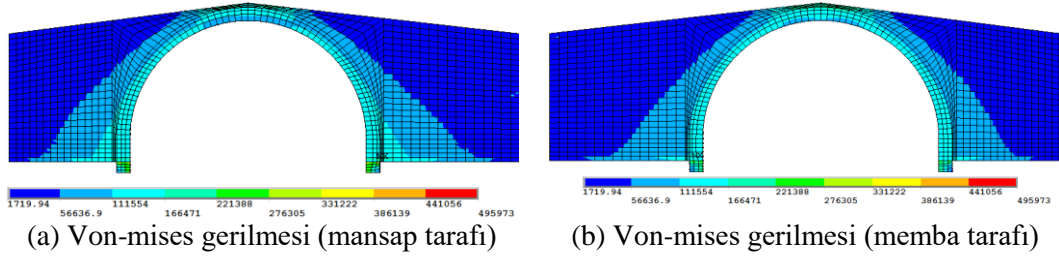 1719.94 111554 221388 331222 441056
56636.9 166471 276305 386139 495973
(a) Von-mises gerilmesi (mansap tarafı)
1719.94 111554 221388 331222 441056
56636.9 166471 276305 386139 495973
(b) Von-mises gerilmesi (memba tarafı)